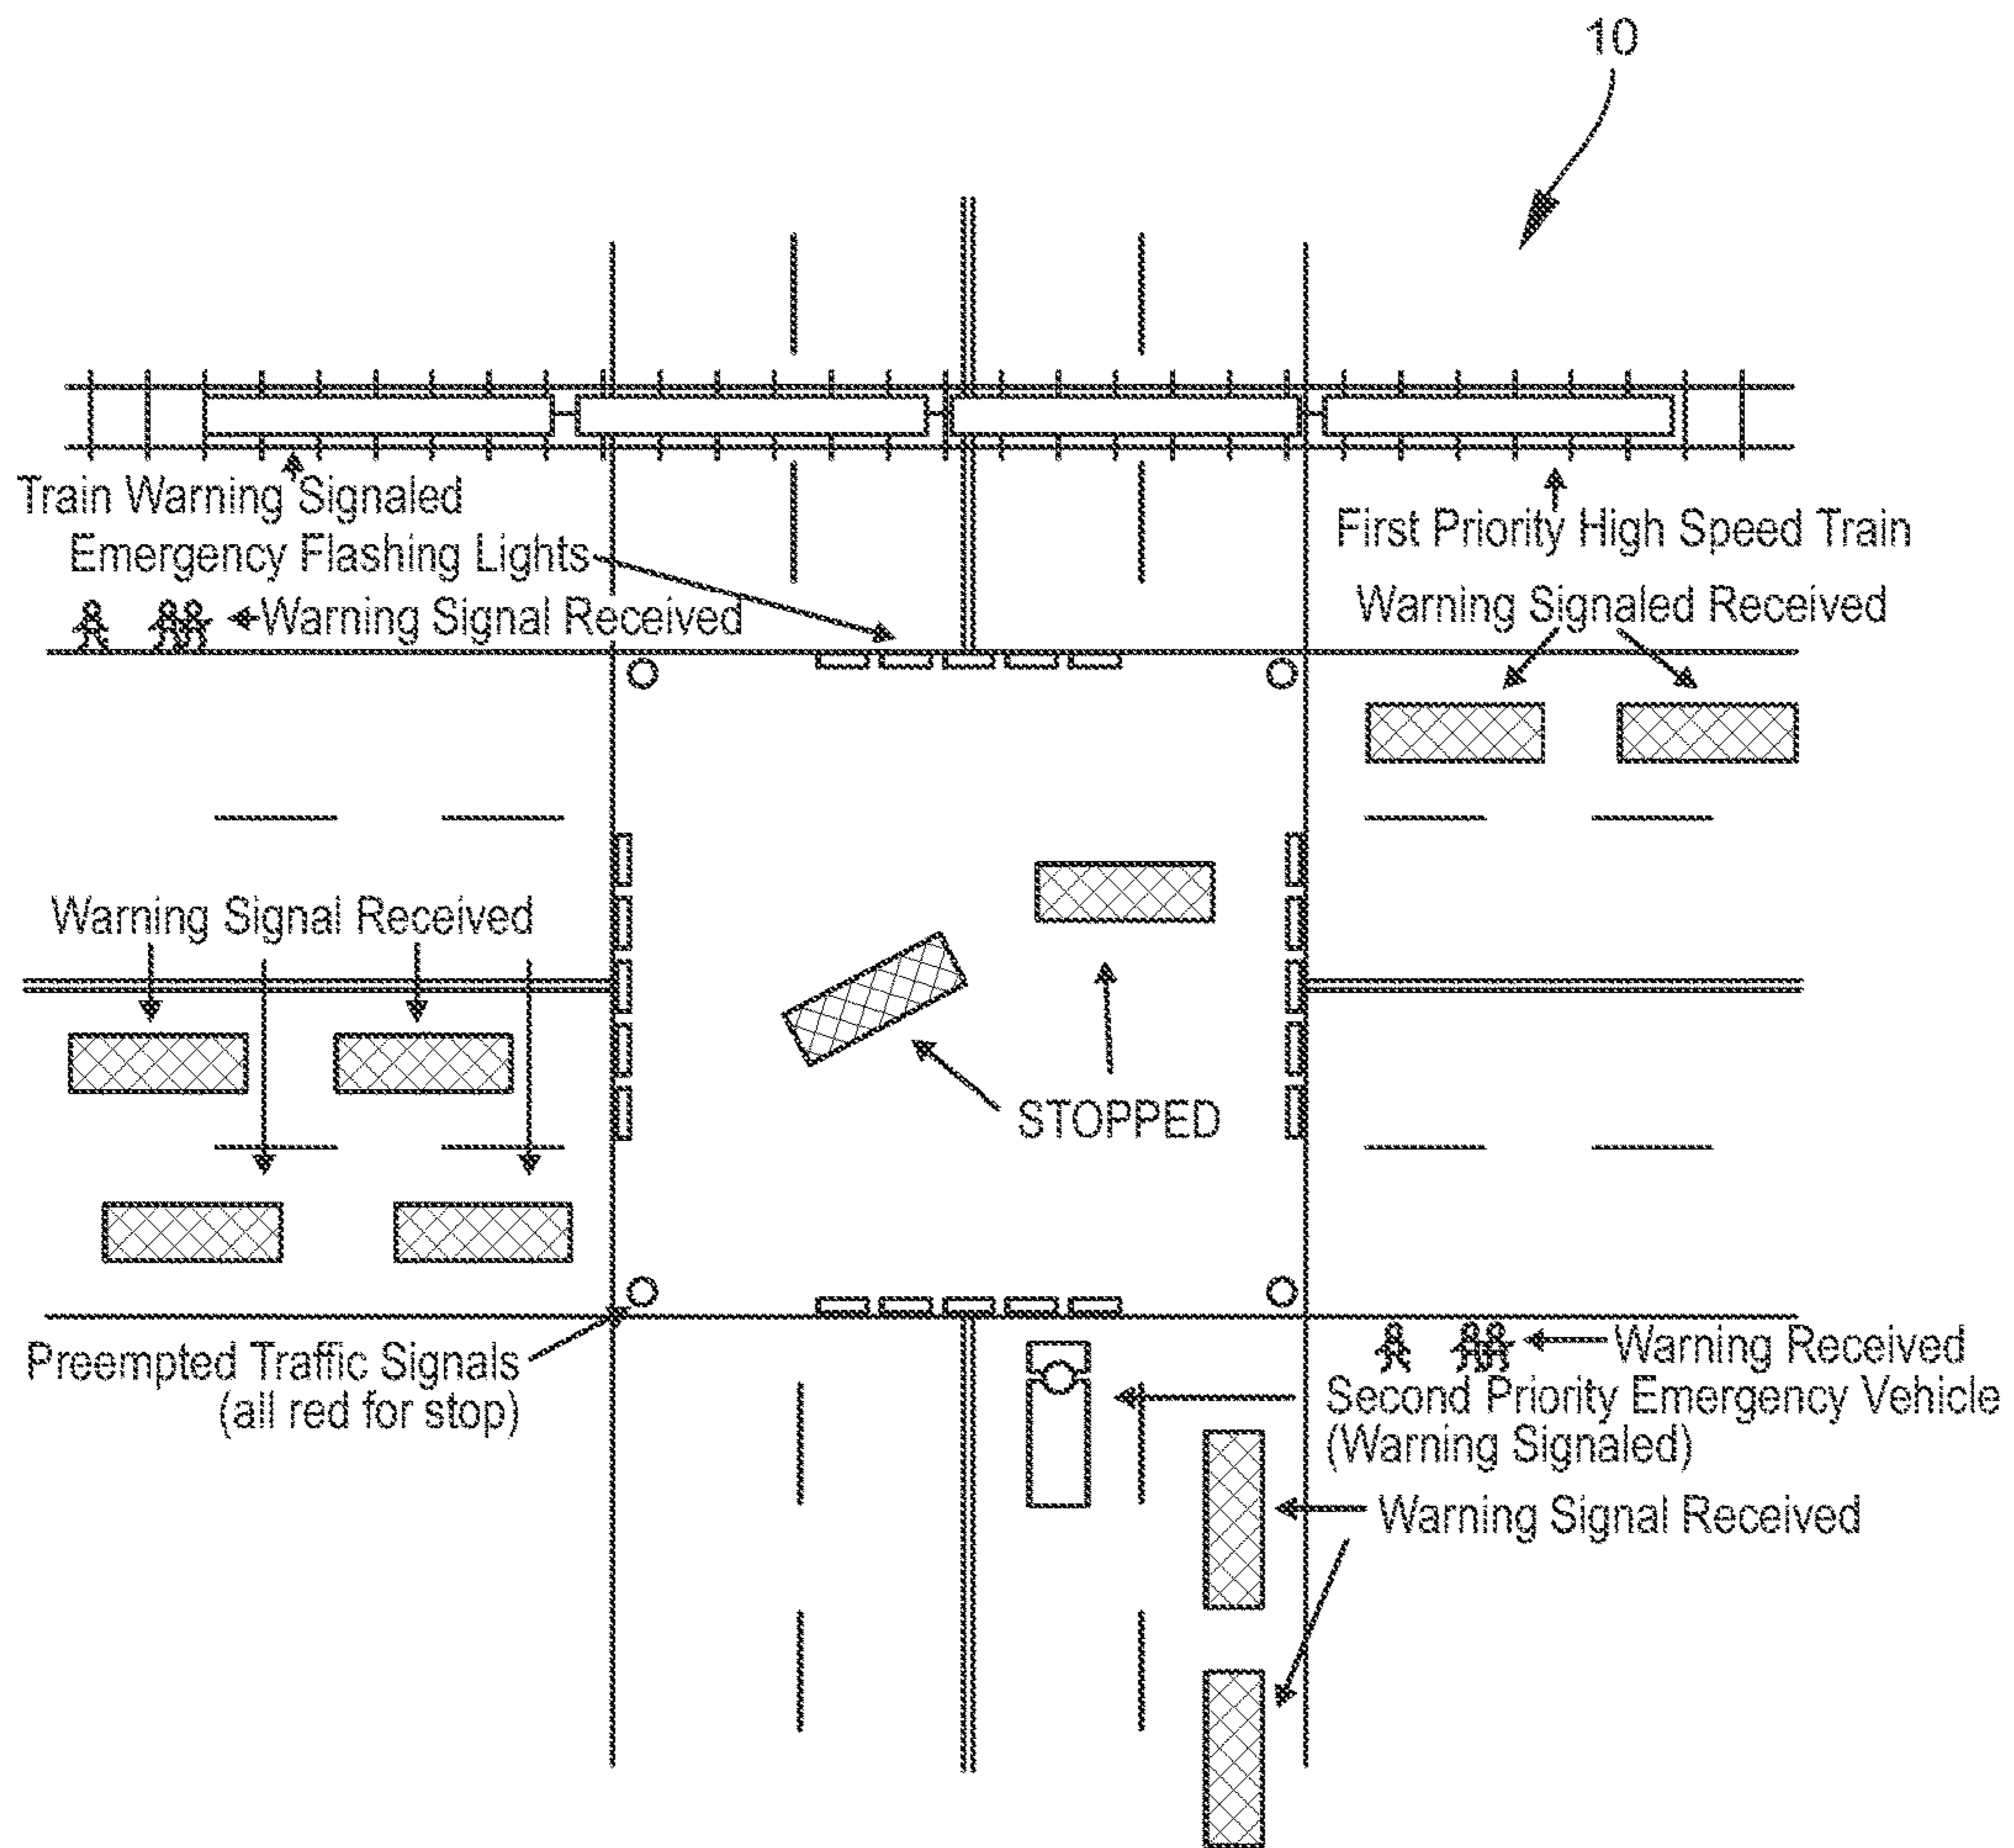 10
Train Warning Signaled
First Priority High Speed Train
Emergency Flashing Lights
Warning Signal Received
Warning Signaled Received
Warning Signal Received
STOPPED
Preempted Traffic Signals
(all red for stop)
Warning Received
Second Priority Emergency Vehicle
(Warning Signaled)
Warning Signal Received